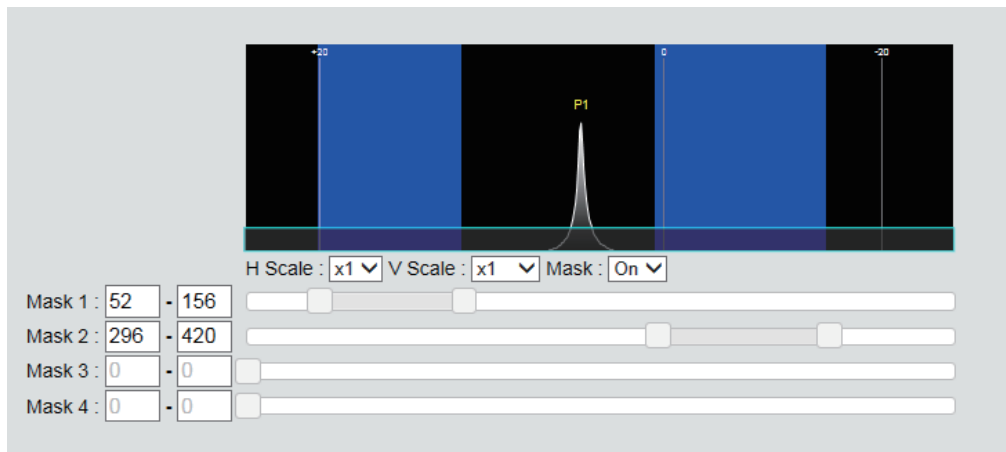 +20 0 -20
P1
H Scale : x1 V Scale : x1 Mask : On
Mask 1 : 52 - 156
Mask 2 : 296 - 420
Mask 3 : 0 - 0
Mask 4 : 0 - 0